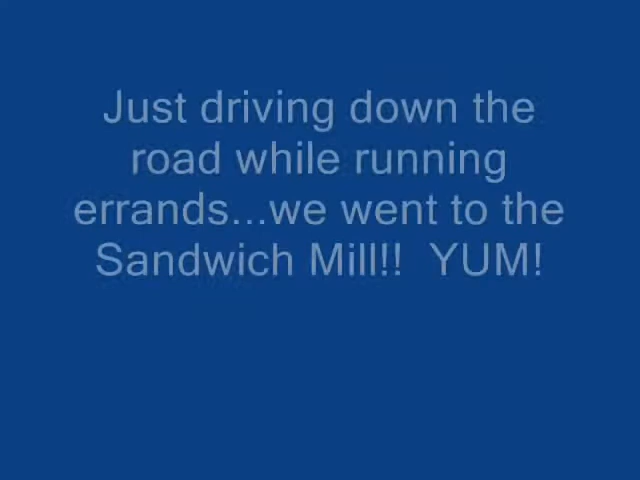 Just driving down the
road while running
errands...we went to the
Sandwich Mill!!  YUM!